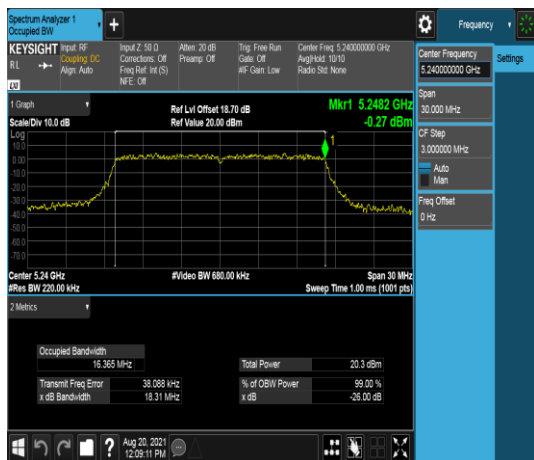 Spectrum Analyzer 1
Occupied BW
Frequency
KEYSIGHT
RL
Input: RF
Coupling: DC
Align: Auto
Input Z: 50 Ω
Corrections: Off
Freq Ref: Int (S)
NFE: Off
Atten: 20 dB
Preamp: Off
Trig: Free Run
Gate: Off
#IF Gain: Low
Center Freq: 5.240000000 GHz
Avg|Hold: 10/10
Radio Std: None
1 Graph
Scale/Div 10.0 dB
Ref Lvl Offset 18.70 dB
Ref Value 20.00 dBm
Mkr1 5.2482 GHz
-0.27 dBm
Log
10.0
0.00
-10.0
-20.0
-30.0
-40.0
-50.0
-60.0
-70.0
1
Center 5.24 GHz
#Res BW 220.00 kHz
#Video BW 680.00 kHz
Span 30 MHz
Sweep Time 1.00 ms (1001 pts)
2 Metrics
Occupied Bandwidth
16.365 MHz
Total Power 20.3 dBm
Transmit Freq Error 38.088 kHz
% of OBW Power 99.00 %
x dB Bandwidth 18.31 MHz
x dB -26.00 dB
Center Frequency
5.240000000 GHz
Settings
Span
30.000 MHz
CF Step
3.000000 MHz
Auto
Man
Freq Offset
0 Hz
Aug 20, 2021
12:09:11 PM